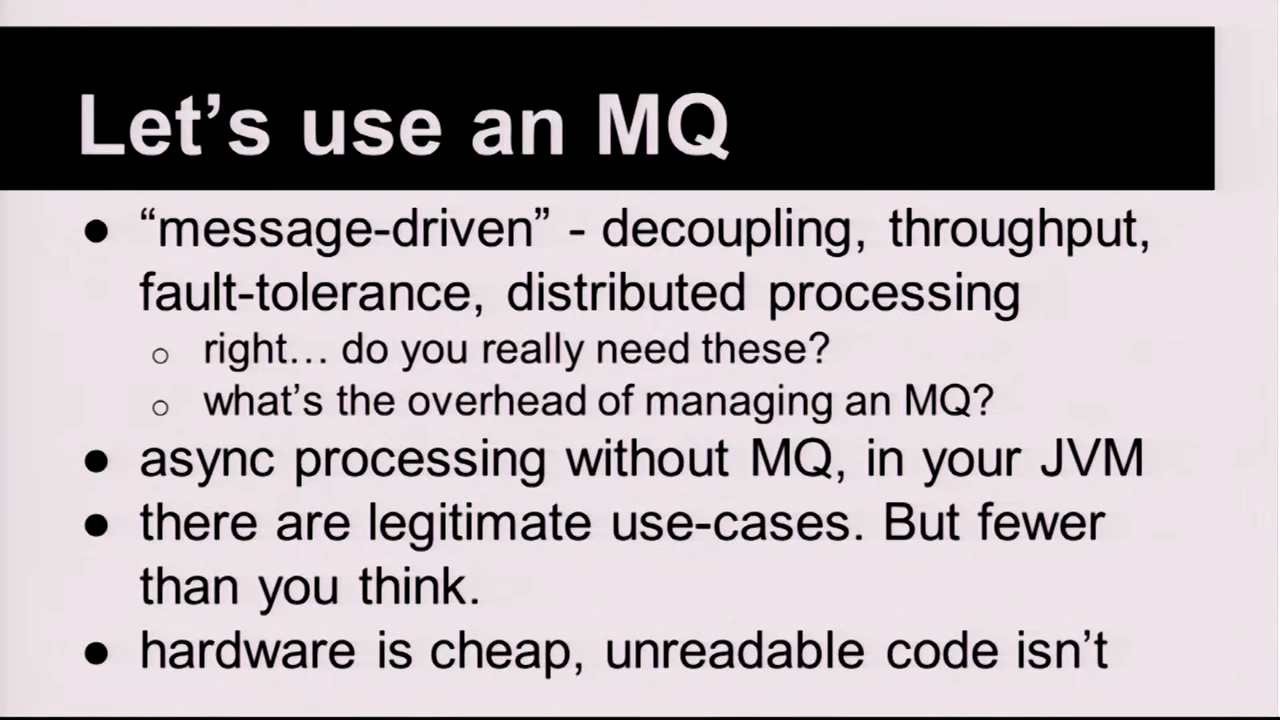 Let’s use an MQ
● “message-driven” - decoupling, throughput,
fault-tolerance, distributed processing
○ right… do you really need these?
○ what’s the overhead of managing an MQ?
● async processing without MQ, in your JVM
● there are legitimate use-cases. But fewer
than you think.
● hardware is cheap, unreadable code isn’t